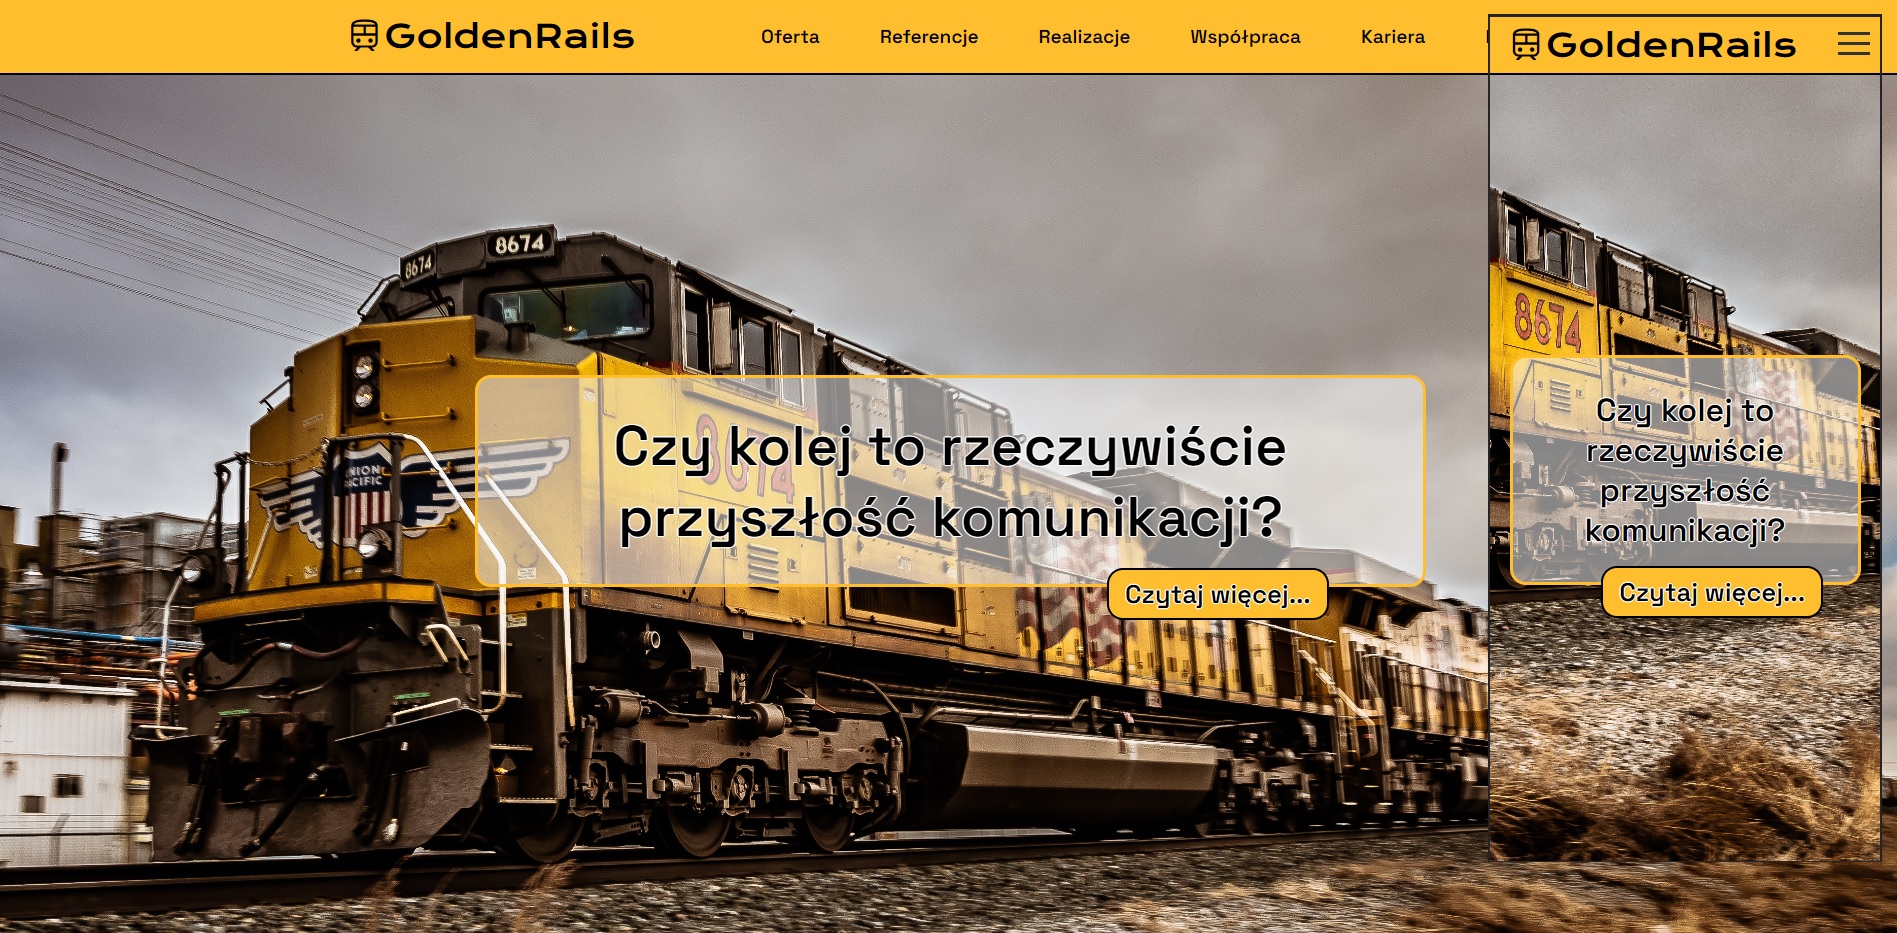 GoldenRails
Oferta
Referencje
Realizacje
Współpraca
Kariera
GoldenRails
8674
8674
8674
UNION
PACIFIC
8674
Czy kolej to rzeczywiście
przyszłość komunikacji?
Czytaj więcej...
Czy kolej to
rzeczywiście
przyszłość
komunikacji?
Czytaj więcej...